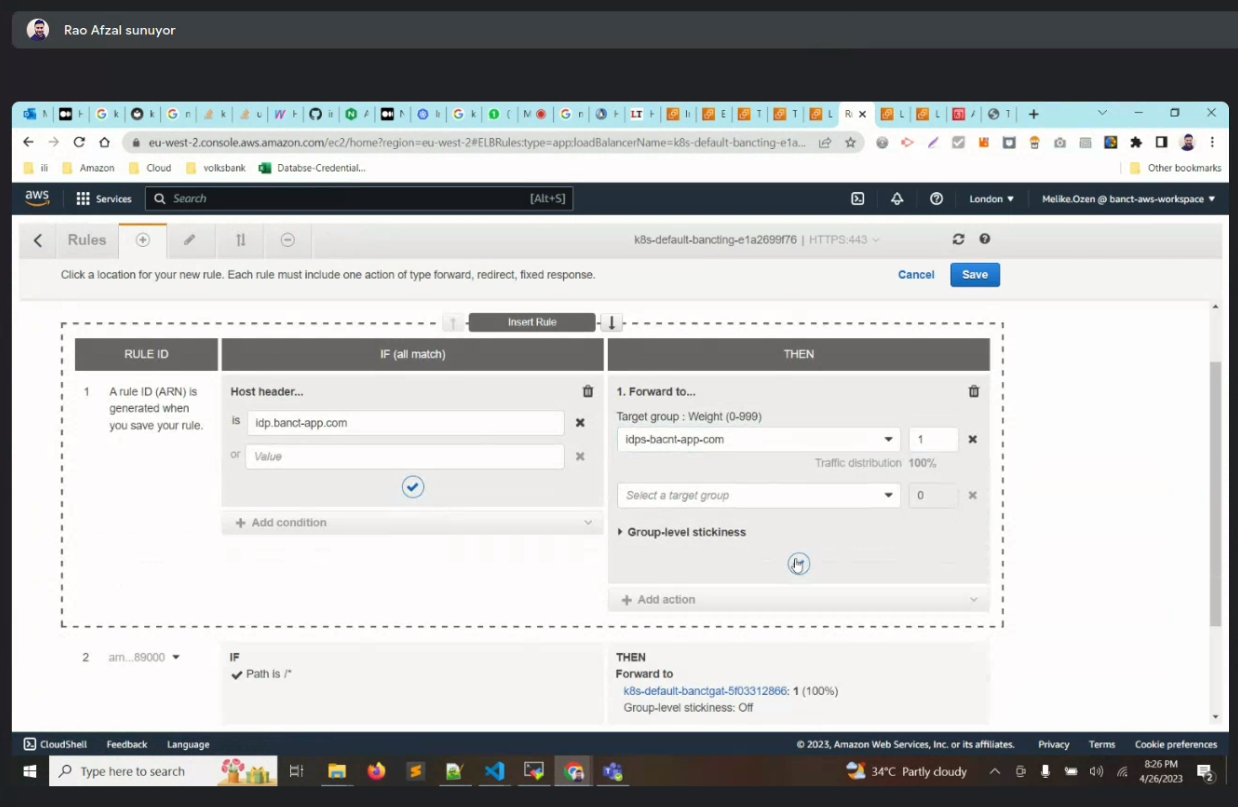 Rao Afzal sunuyor
eu-west-2.console.aws.amazon.com/ec2/home?region=eu-west-2#ELBRules:type=app:loadBalancerName=k8s-default-bancting-e1a...
ili Amazon Cloud volksbank Databse-Credential... Other bookmarks
aws Services Search [Alt+S] London Melike.Ozen @ banct-aws-workspace
Rules k8s-default-bancting-e1a2699f76 | HTTPS:443
Click a location for your new rule. Each rule must include one action of type forward, redirect, fixed response. Cancel Save
Insert Rule
RULE ID IF (all match) THEN
1 A rule ID (ARN) is generated when you save your rule.
Host header...
is idp.banct-app.com
or Value
+ Add condition
1. Forward to...
Target group : Weight (0-999)
idps-bacnt-app-com 1
Traffic distribution 100%
Select a target group 0
Group-level stickiness
+ Add action
2 am...89000
IF
Path is /*
THEN
Forward to
k8s-default-banctgat-5f03312866: 1 (100%)
Group-level stickiness: Off
CloudShell Feedback Language © 2023, Amazon Web Services, Inc. or its affiliates. Privacy Terms Cookie preferences
Type here to search 34°C Partly cloudy 8:26 PM
4/26/2023 2